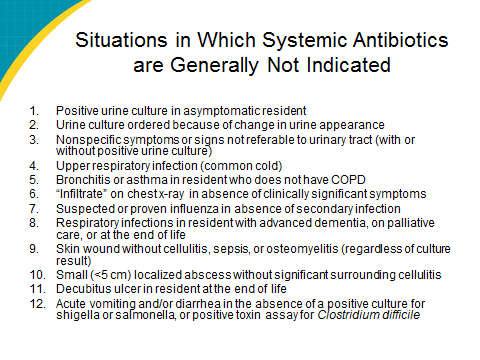 Situations in Which Systemic Antibiotics
are Generally Not Indicated
1. Positive urine culture in asymptomatic resident
2. Urine culture ordered because of change in urine appearance
3. Nonspecific symptoms or signs not referable to urinary tract (with or
without positive urine culture)
4. Upper respiratory infection (common cold)
5. Bronchitis or asthma in resident who does not have COPD
6. “Infiltrate” on chest x-ray in absence of clinically significant symptoms
7. Suspected or proven influenza in absence of secondary infection
8. Respiratory infections in resident with advanced dementia, on palliative
care, or at the end of life
9. Skin wound without cellulitis, sepsis, or osteomyelitis (regardless of culture
result)
10. Small (<5 cm) localized abscess without significant surrounding cellulitis
11. Decubitus ulcer in resident at the end of life
12. Acute vomiting and/or diarrhea in the absence of a positive culture for
shigella or salmonella, or positive toxin assay for Clostridium difficile